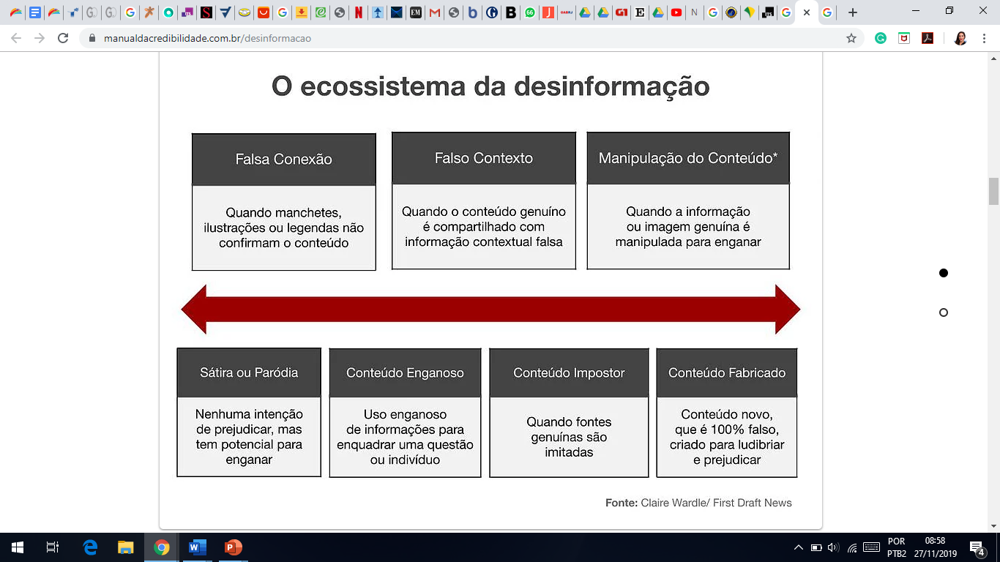 manualdacredibilidade.com.br/desinformacao
O ecossistema da desinformação
Falsa Conexão
Quando manchetes,
ilustrações ou legendas não
confirmam o conteúdo
Falso Contexto
Quando o conteúdo genuíno
é compartilhado com
informação contextual falsa
Manipulação do Conteúdo*
Quando a informação
ou imagem genuína é
manipulada para enganar
Sátira ou Paródia
Nenhuma intenção
de prejudicar, mas
tem potencial para
enganar
Conteúdo Enganoso
Uso enganoso
de informações para
enquadrar uma questão
ou indivíduo
Conteúdo Impostor
Quando fontes
genuínas são
imitadas
Conteúdo Fabricado
Conteúdo novo,
que é 100% falso,
criado para ludibriar
e prejudicar
Fonte: Claire Wardle/ First Draft News
POR
PTB2
08:58
27/11/2019
4